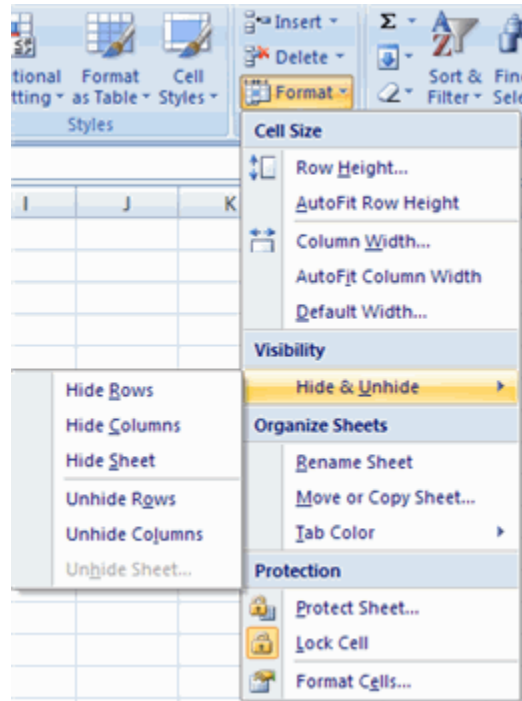 Insert
Σ
Delete
tional Format Cell
Sort & Fin
tting as Table Styles
Format
Filter Sele
Styles
Cell Size
Row Height...
I J K
AutoFit Row Height
Column Width...
AutoFit Column Width
Default Width...
Visibility
Hide & Unhide
Hide Rows
Hide Columns
Organize Sheets
Hide Sheet
Rename Sheet
Unhide Rows
Move or Copy Sheet...
Unhide Columns
Tab Color
Unhide Sheet...
Protection
Protect Sheet...
Lock Cell
Format Cells...